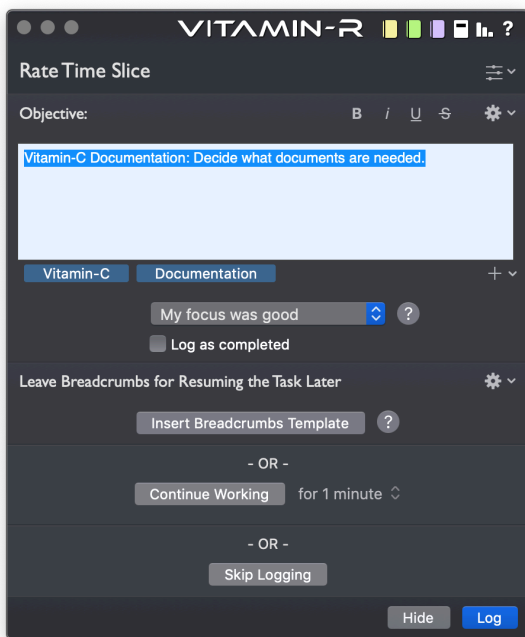 VITAMIN-R ?
Rate Time Slice
Objective: B i U S
Vitamin-C Documentation: Decide what documents are needed.
Vitamin-C Documentation
My focus was good ?
Log as completed
Leave Breadcrumbs for Resuming the Task Later
Insert Breadcrumbs Template ?
- OR -
Continue Working for 1 minute
- OR -
Skip Logging
Hide Log